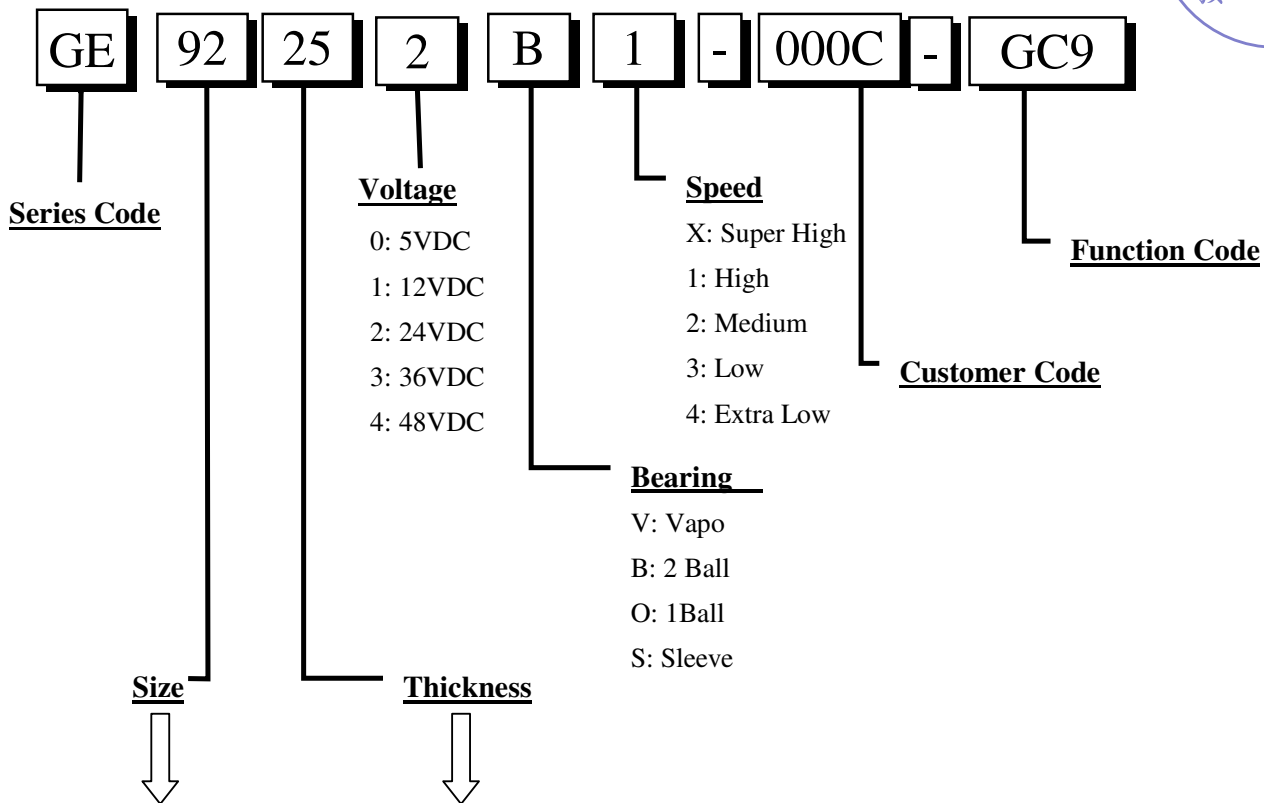 GE 92 25 2 B 1 - 000C - GC9
Series Code
Voltage
0: 5VDC
1: 12VDC
2: 24VDC
3: 36VDC
4: 48VDC
Speed
X: Super High
1: High
2: Medium
3: Low
4: Extra Low
Function Code
Customer Code
Bearing
V: Vapo
B: 2 Ball
O: 1Ball
S: Sleeve
Size
Thickness